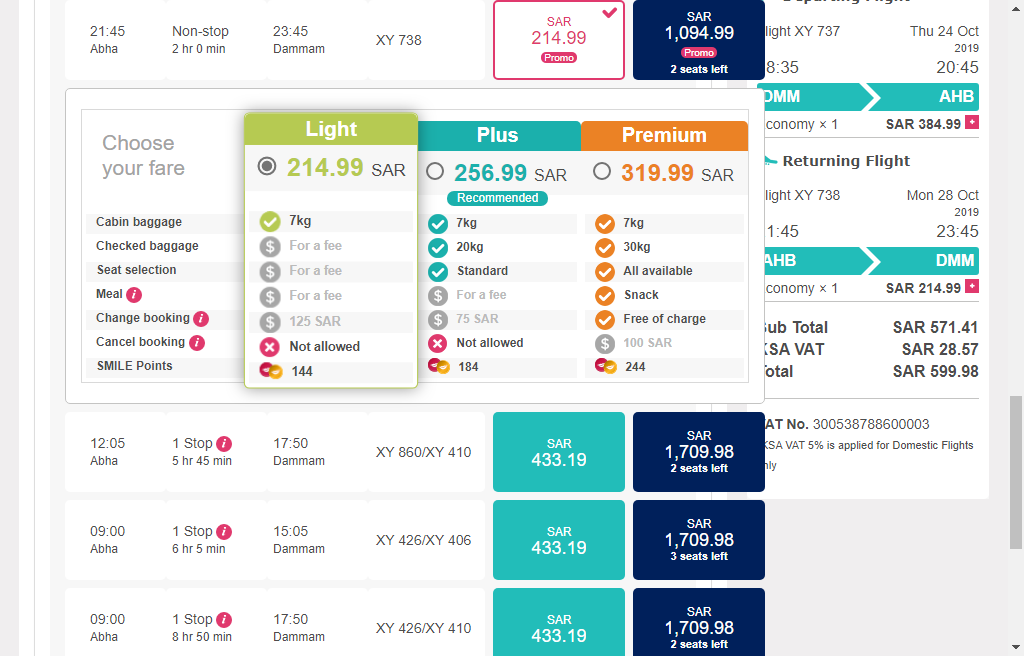 Departing Flight
21:45
Abha
Non-stop
2 hr 0 min
23:45
Dammam
XY 738
SAR
214.99
Promo
SAR
1,094.99
Promo
2 seats left
light XY 737
Thu 24 Oct
2019
8:35
20:45
DMM
AHB
conomy × 1
SAR 384.99
Returning Flight
light XY 738
Mon 28 Oct
2019
1:45
23:45
AHB
DMM
conomy × 1
SAR 214.99
ub Total
SAR 571.41
KSA VAT
SAR 28.57
otal
SAR 599.98
AT No. 300538788600003
KSA VAT 5% is applied for Domestic Flights
nly
Choose
your fare
Light
214.99 SAR
Plus
256.99 SAR
Recommended
Premium
319.99 SAR
Cabin baggage
7kg
7kg
7kg
Checked baggage
$ For a fee
20kg
30kg
Seat selection
$ For a fee
Standard
All available
Meal i
$ For a fee
$ For a fee
Snack
Change booking i
$ 125 SAR
$ 75 SAR
Free of charge
Cancel booking i
Not allowed
Not allowed
$ 100 SAR
SMILE Points
144
184
244
12:05
Abha
1 Stop i
5 hr 45 min
17:50
Dammam
XY 860/XY 410
SAR
433.19
SAR
1,709.98
2 seats left
09:00
Abha
1 Stop i
6 hr 5 min
15:05
Dammam
XY 426/XY 406
SAR
433.19
SAR
1,709.98
3 seats left
09:00
Abha
1 Stop i
8 hr 50 min
17:50
Dammam
XY 426/XY 410
SAR
433.19
SAR
1,709.98
2 seats left